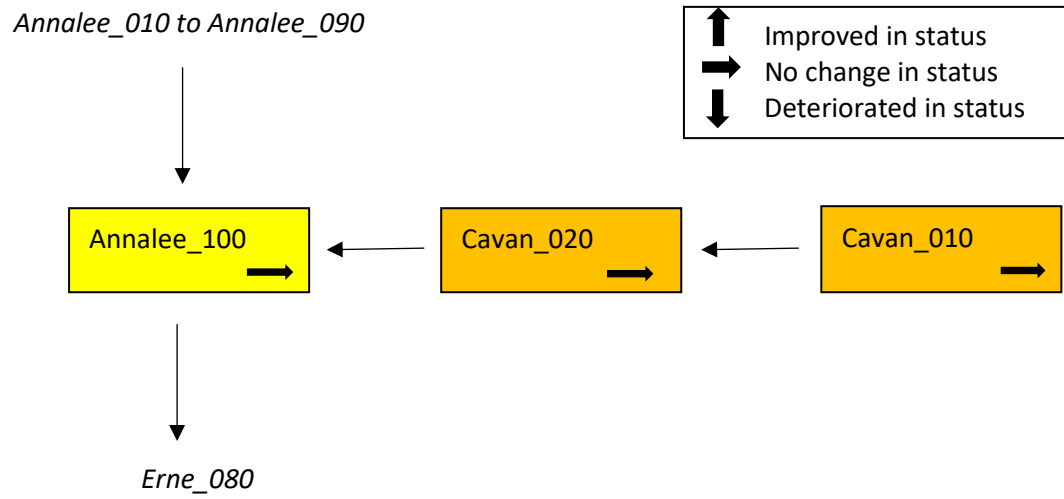 Annalee_010 to Annalee_090
Improved in status
No change in status
Deteriorated in status
Annalee_100
Cavan_020
Cavan_010
Erne_080